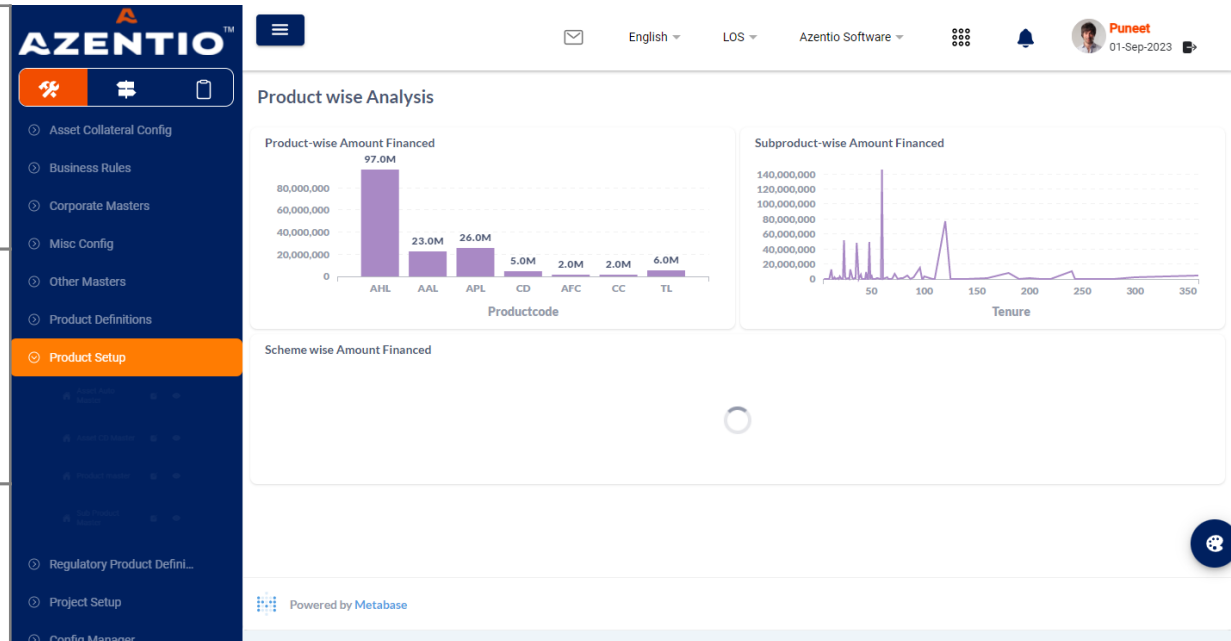 AZENTIO™
English
LOS
Azentio Software
Puneet
01-Sep-2023
Asset Collateral Config
Business Rules
Corporate Masters
Misc Config
Other Masters
Product Definitions
Product Setup
Regulatory Product Defini...
Project Setup
Config Manager
Product wise Analysis
Product-wise Amount Financed
97.0M
80,000,000
60,000,000
40,000,000
20,000,000
0
23.0M
26.0M
5.0M
2.0M
2.0M
6.0M
AHL AAL APL CD AFC CC TL
Productcode
Subproduct-wise Amount Financed
140,000,000
120,000,000
100,000,000
80,000,000
60,000,000
40,000,000
20,000,000
0
50 100 150 200 250 300 350
Tenure
Scheme wise Amount Financed
Powered by Metabase